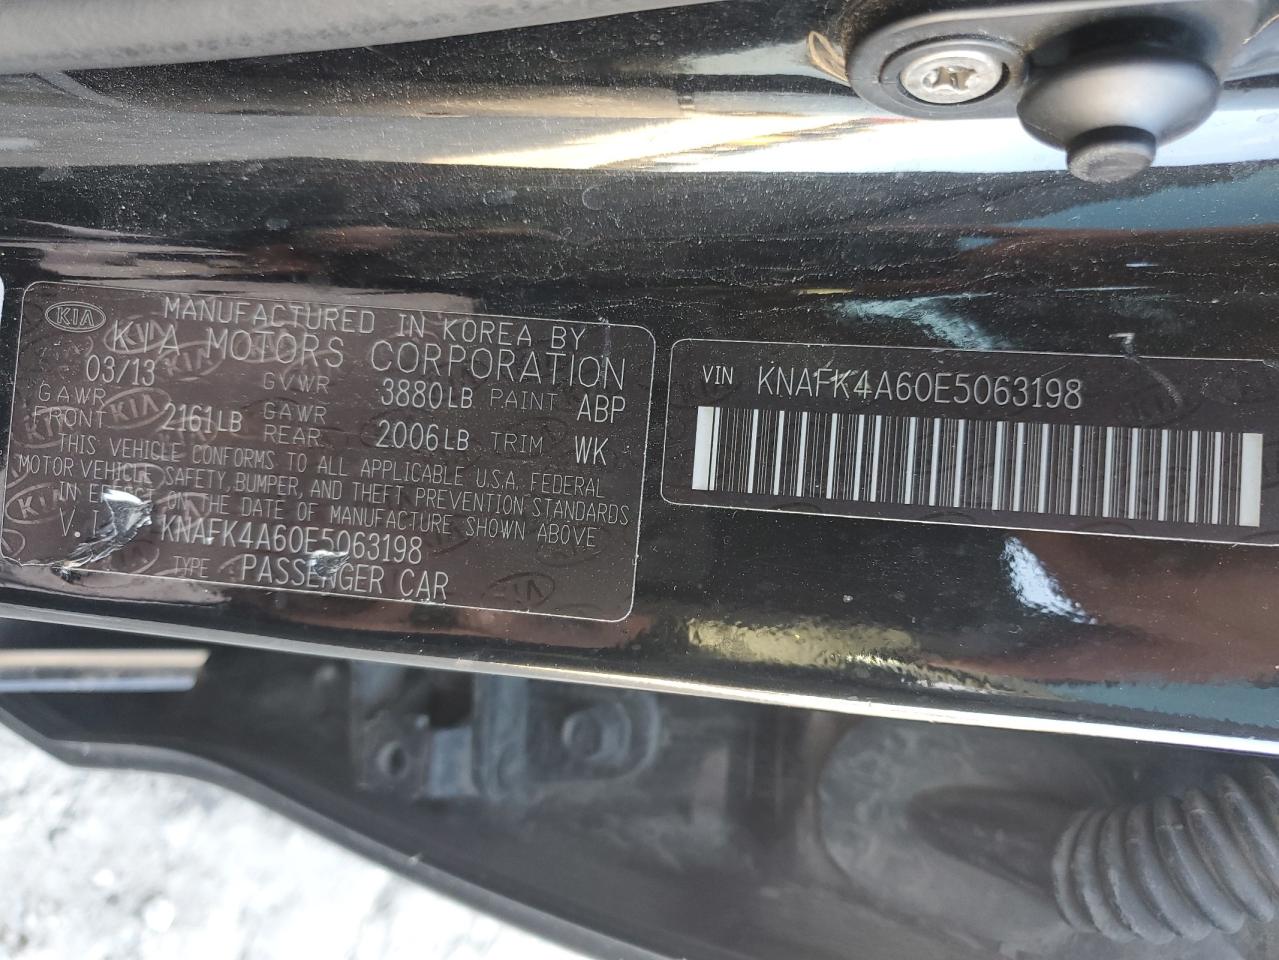 KIA
MANUFACTURED IN KOREA BY
KIA MOTORS CORPORATION
03/13 GVWR 3880LB PAINT ABP
GAWR FRONT 2161LB GAWR REAR 2006LB TRIM WK
THIS VEHICLE CONFORMS TO ALL APPLICABLE U.S.A. FEDERAL
MOTOR VEHICLE SAFETY, BUMPER, AND THEFT PREVENTION STANDARDS
IN EFFECT ON THE DATE OF MANUFACTURE SHOWN ABOVE
V.I KNAFK4A60E5063198
TYPE PASSENGER CAR
VIN KNAFK4A60E5063198